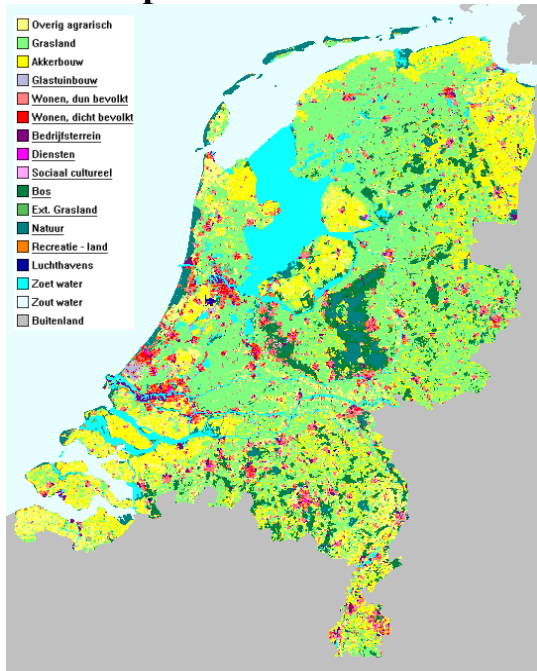 Overig agrarisch
Grasland
Akkerbouw
Glastuinbouw
Wonen, dun bevolkt
Wonen, dicht bevolkt
Bedrijfsterrein
Diensten
Sociaal cultureel
Bos
Ext. Grasland
Natuur
Recreatie - land
Luchthavens
Zoet water
Zout water
Buitenland